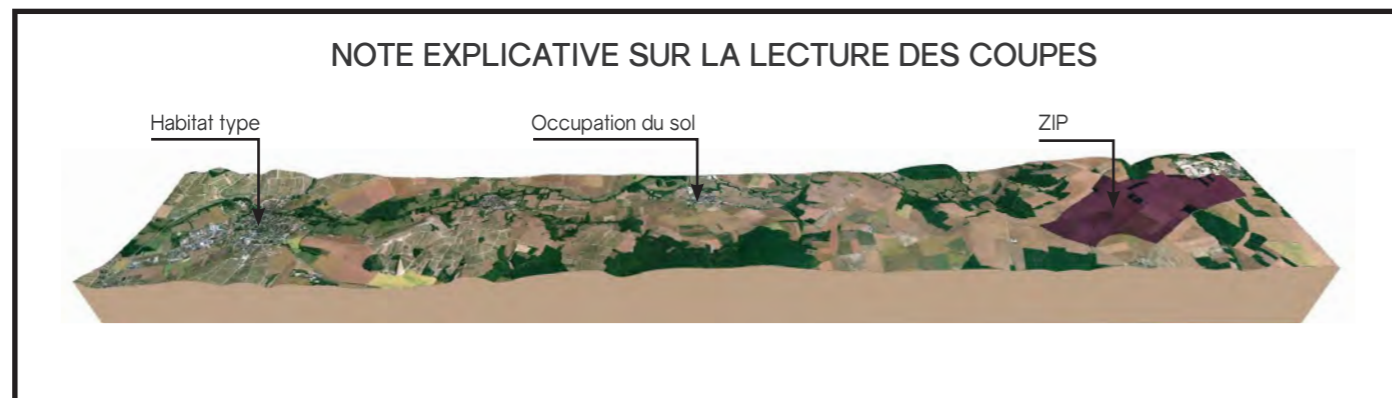 NOTE EXPLICATIVE SUR LA LECTURE DES COUPES
Habitat type
Occupation du sol
ZIP